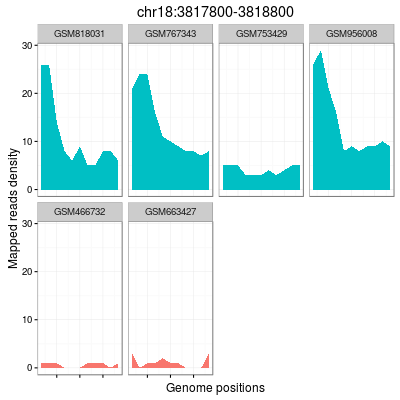 chr18:3817800-3818800
GSM818031 GSM767343 GSM753429 GSM956008
30
20
10
0
GSM466732 GSM663427
30
20
10
0
Mapped reads density
Genome positions